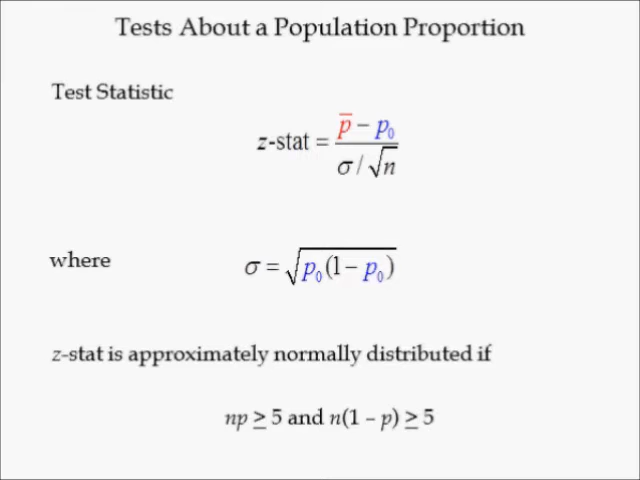 Tests About a Population Proportion
Test Statistic
z-stat = (p̅ − p₀) / (σ / √n)
where
σ = √(p₀(1 − p₀))
z-stat is approximately normally distributed if
np ≥ 5 and n(1 − p) ≥ 5